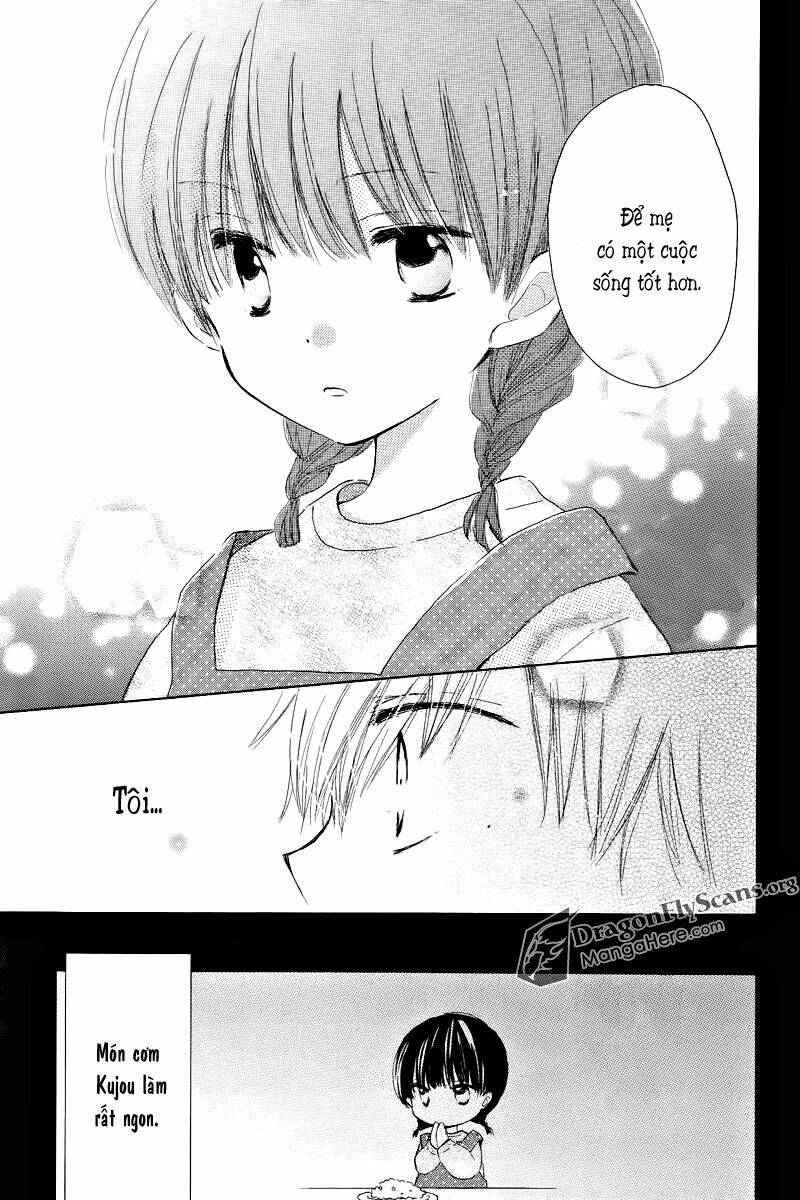 Để mẹ
có một cuộc
sống tốt hơn.
Tôi...
DragonFlyScans.org
MangaHere.com
Món cơm
Kujou làm
rất ngon.